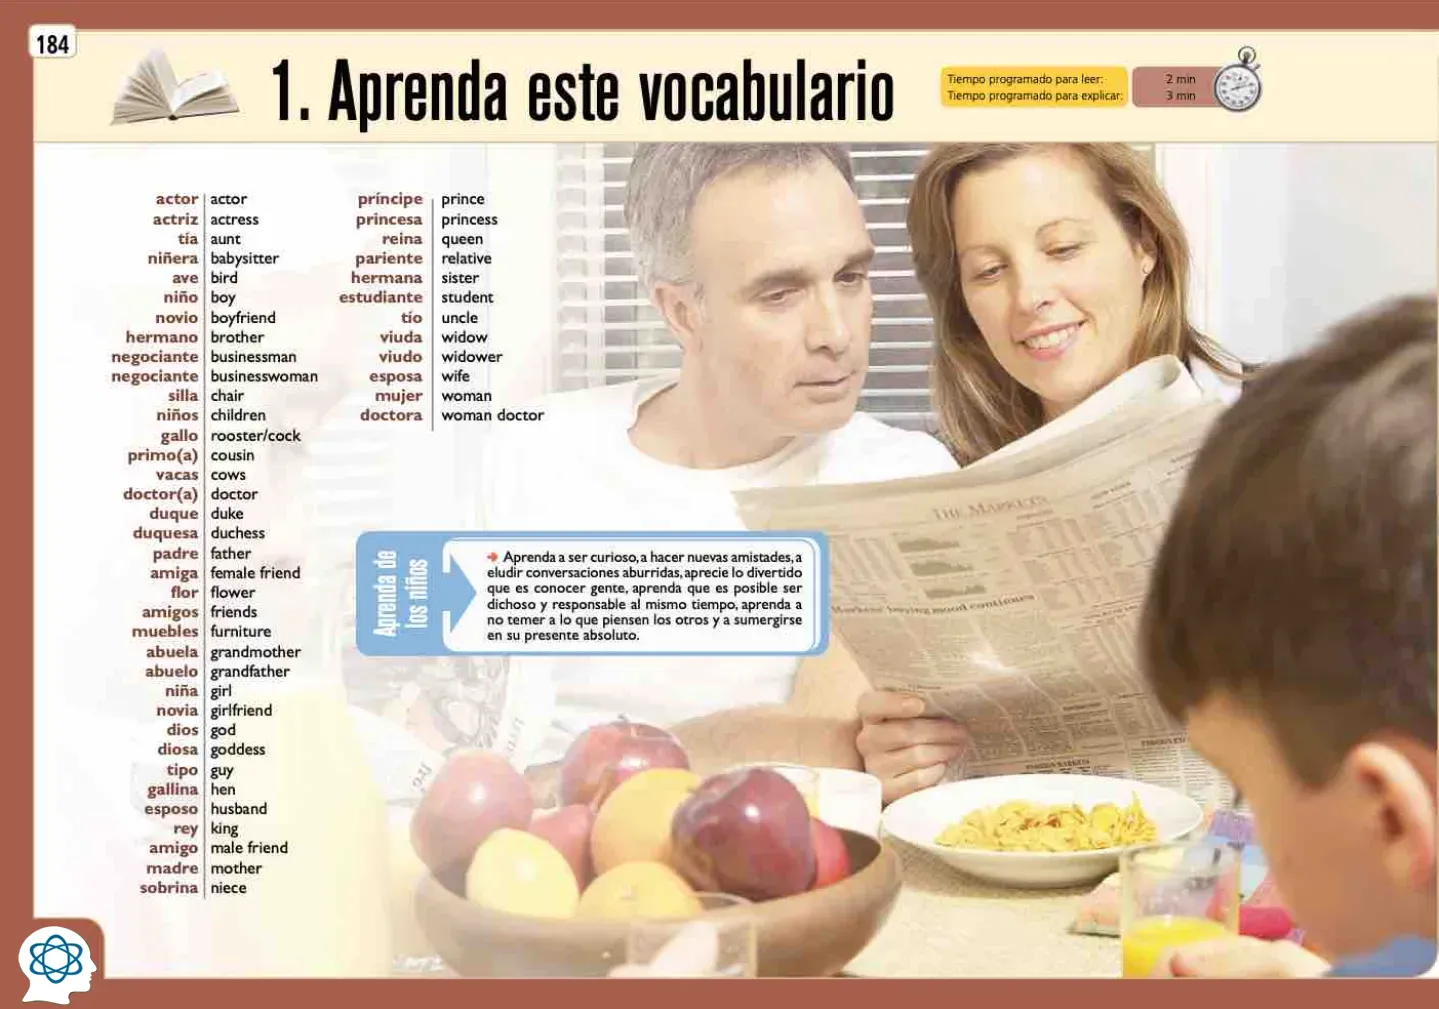 184
1. Aprenda este vocabulario
Tiempo programado para leer: 2 min
Tiempo programado para explicar: 3 min
actor actor
actriz actress
tía aunt
niñera babysitter
ave bird
niño boy
novio boyfriend
hermano brother
negociante businessman
negociante businesswoman
silla chair
niños children
gallo rooster/cock
primo(a) cousin
vacas cows
doctor(a) doctor
duque duke
duquesa duchess
padre father
amiga female friend
flor flower
amigos friends
muebles furniture
abuela grandmother
abuelo grandfather
niña girl
novia girlfriend
dios god
diosa goddess
tipo guy
gallina hen
esposo husband
rey king
amigo male friend
madre mother
sobrina niece
príncipe prince
princesa princess
reina queen
pariente relative
hermana sister
estudiante student
tío uncle
viuda widow
viudo widower
esposa wife
mujer woman
doctora woman doctor
Aprenda de
los niños
➔ Aprenda a ser curioso, a hacer nuevas amistades, a
eludir conversaciones aburridas, aprecie lo divertido
que es conocer gente, aprenda que es posible ser
dichoso y responsable al mismo tiempo, aprenda a
no temer a lo que piensen los otros y a sumergirse
en su presente absoluto.
THE MARKETS
Markets' buying mood continues